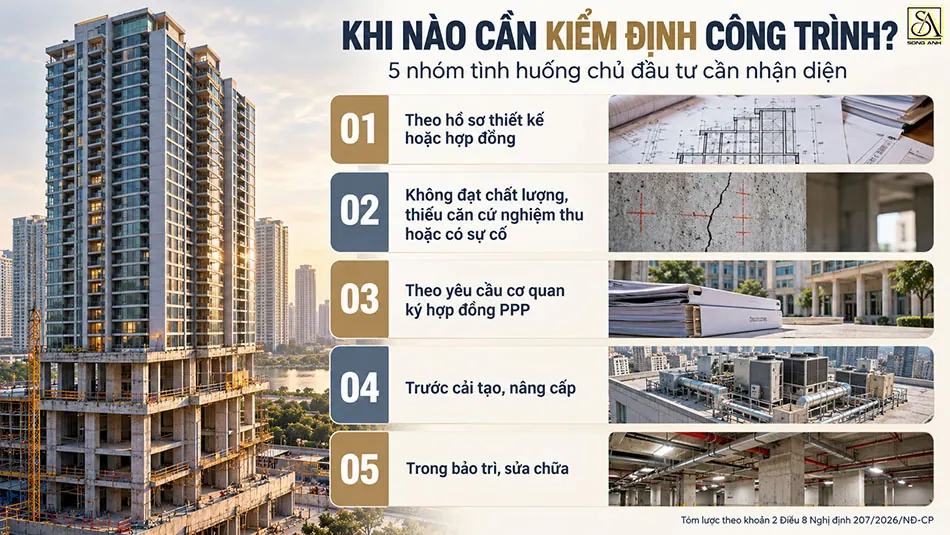 KHI NÀO CẦN KIỂM ĐỊNH CÔNG TRÌNH?
SA
SONG ANH
5 nhóm tình huống chủ đầu tư cần nhận diện
01
Theo hồ sơ thiết kế
hoặc hợp đồng
02
Không đạt chất lượng,
thiếu căn cứ nghiệm thu
hoặc có sự cố
03
Theo yêu cầu cơ quan
ký hợp đồng PPP
04
Trước cải tạo, nâng cấp
05
Trong bảo trì, sửa chữa
Tóm lược theo khoản 2 Điều 8 Nghị định 207/2026/NĐ-CP